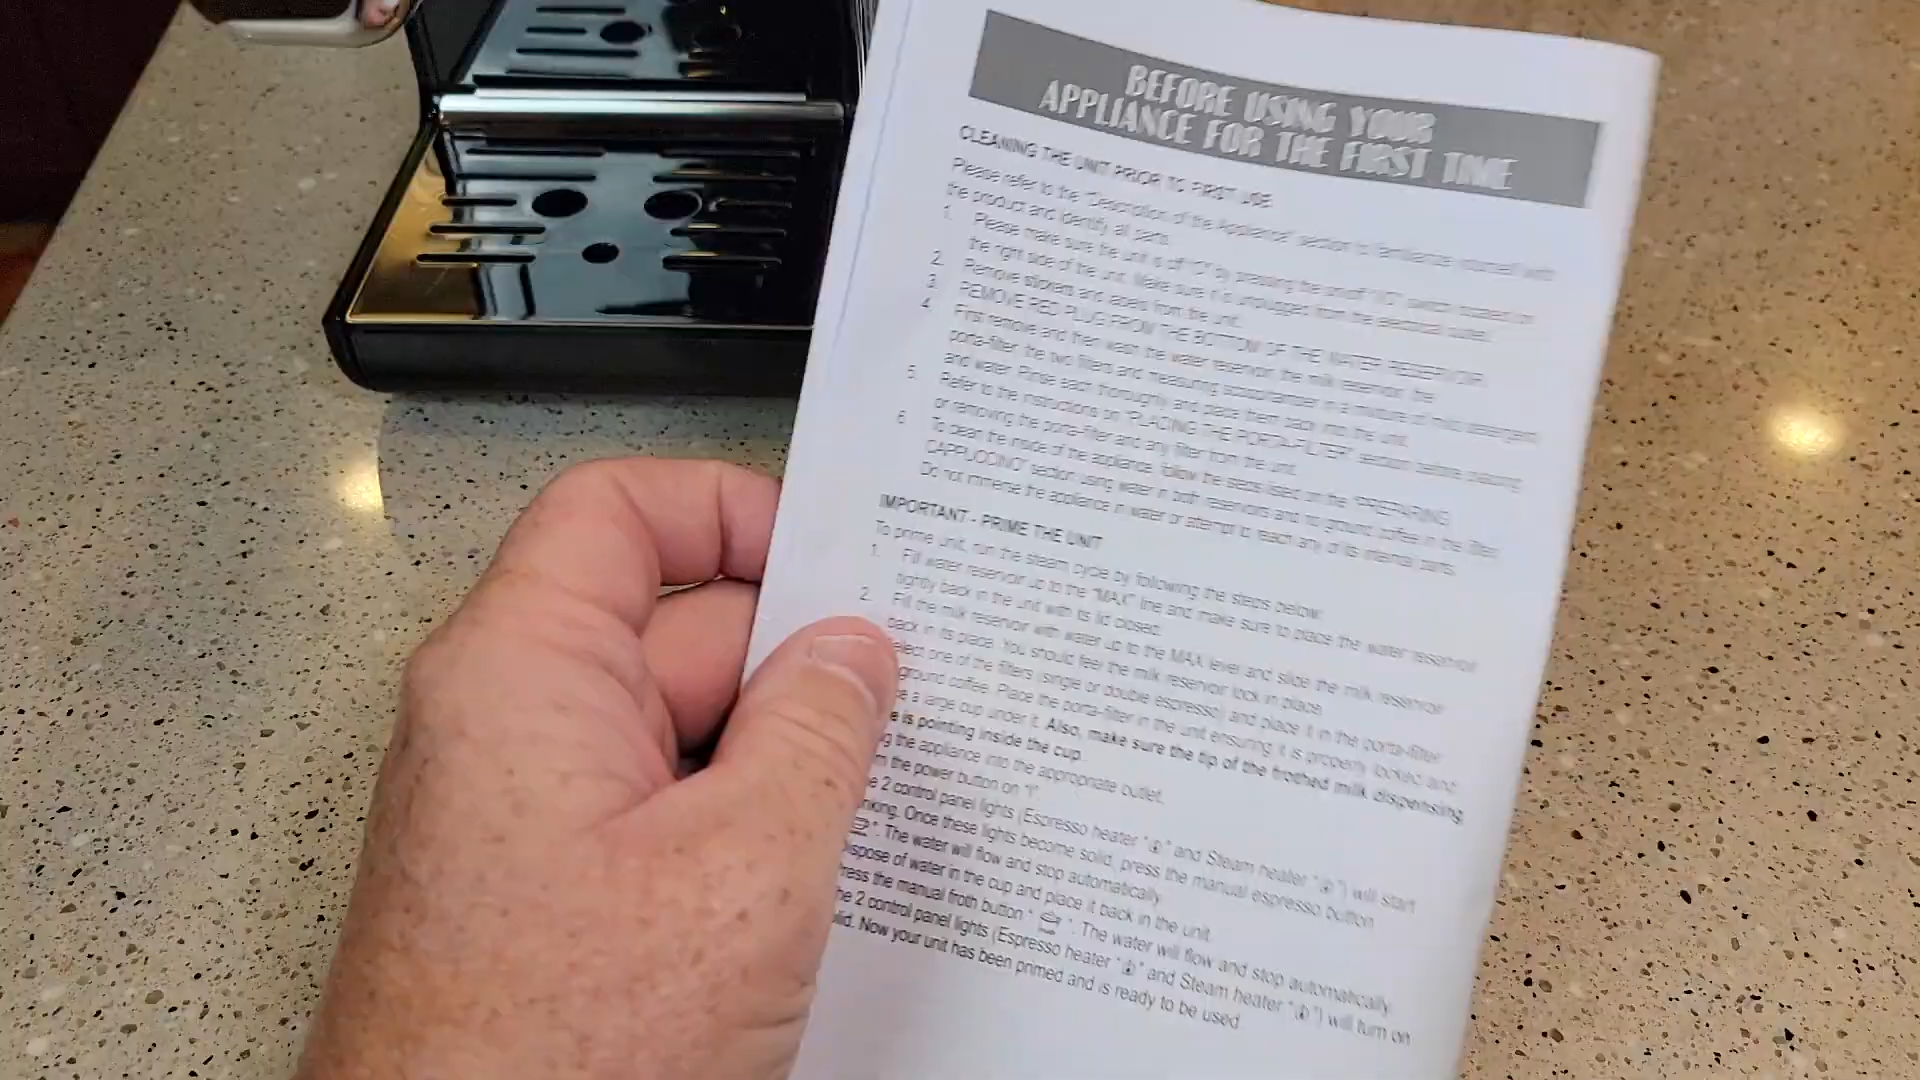 BEFORE USING YOUR
APPLIANCE FOR THE FIRST TIME
CLEANING THE UNIT PRIOR TO FIRST USE
Please refer to the "Description of the Appliance" section to familiarize yourself with
the product and identify all parts.
1. Please make sure the unit is off "O" by pressing the on/off "I/O" switch located on
the right side of the unit. Make sure it is unplugged from the electrical outlet.
2. Remove stickers and labels from the unit.
3. REMOVE RED PLUG FROM THE BOTTOM OF THE WATER RESERVOIR.
4. First remove and then wash the water reservoir, the milk reservoir, the
porta-filter, the two filters and measuring scoop/tamper in a mixture of mild detergent
and water. Rinse each thoroughly and place them back into the unit.
5. Refer to the instructions on "PLACING THE PORTA-FILTER" section before placing
or removing the porta-filter and any filter from the unit.
6. To clean the inside of the appliance, follow the steps listed on the "PREPARING
CAPPUCCINO" section using water in both reservoirs and no ground coffee in the filter.
Do not immerse the appliance in water or attempt to reach any of its internal parts.
IMPORTANT - PRIME THE UNIT
To prime unit, run the steam cycle by following the steps below:
1. Fill water reservoir up to the "MAX" line and make sure to place the water reservoir
tightly back in the unit with its lid closed.
2. Fill the milk reservoir with water up to the MAX level and slide the milk reservoir
back in its place. You should feel the milk reservoir lock in place.
elect one of the filters (single or double espresso) and place it in the porta-filter
ground coffee. Place the porta-filter in the unit ensuring it is properly locked and
e a large cup under it. Also, make sure the tip of the frothed milk dispensing
e is pointing inside the cup.
g the appliance into the appropriate outlet.
n the power button on "I".
e 2 control panel lights (Espresso heater " " and Steam heater " ") will start
nking. Once these lights become solid, press the manual espresso button
". The water will flow and stop automatically.
ispose of water in the cup and place it back in the unit.
ress the manual froth button " ". The water will flow and stop automatically.
he 2 control panel lights (Espresso heater " " and Steam heater " ") will turn on
lid. Now your unit has been primed and is ready to be used.